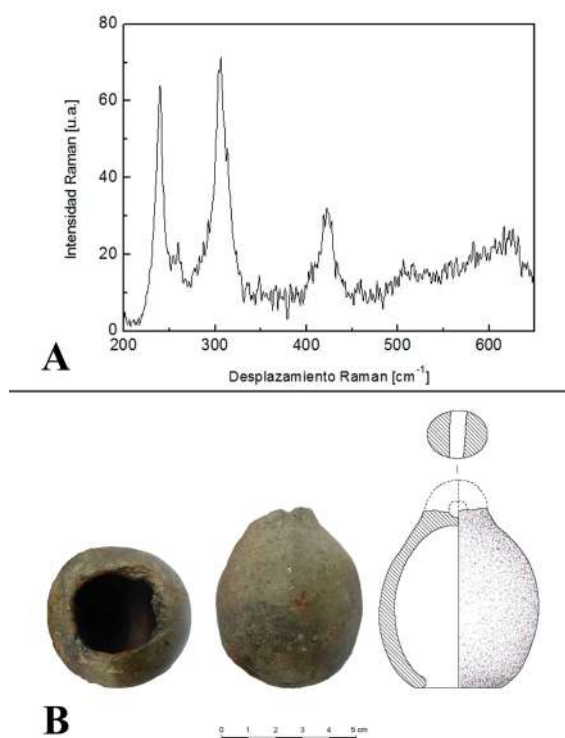 80
60
40
20
0
Intensidad Raman [u.a.]
200 300 400 500 600
Desplazamiento Raman [cm⁻¹]
A
B
0 1 2 3 4 5 cm